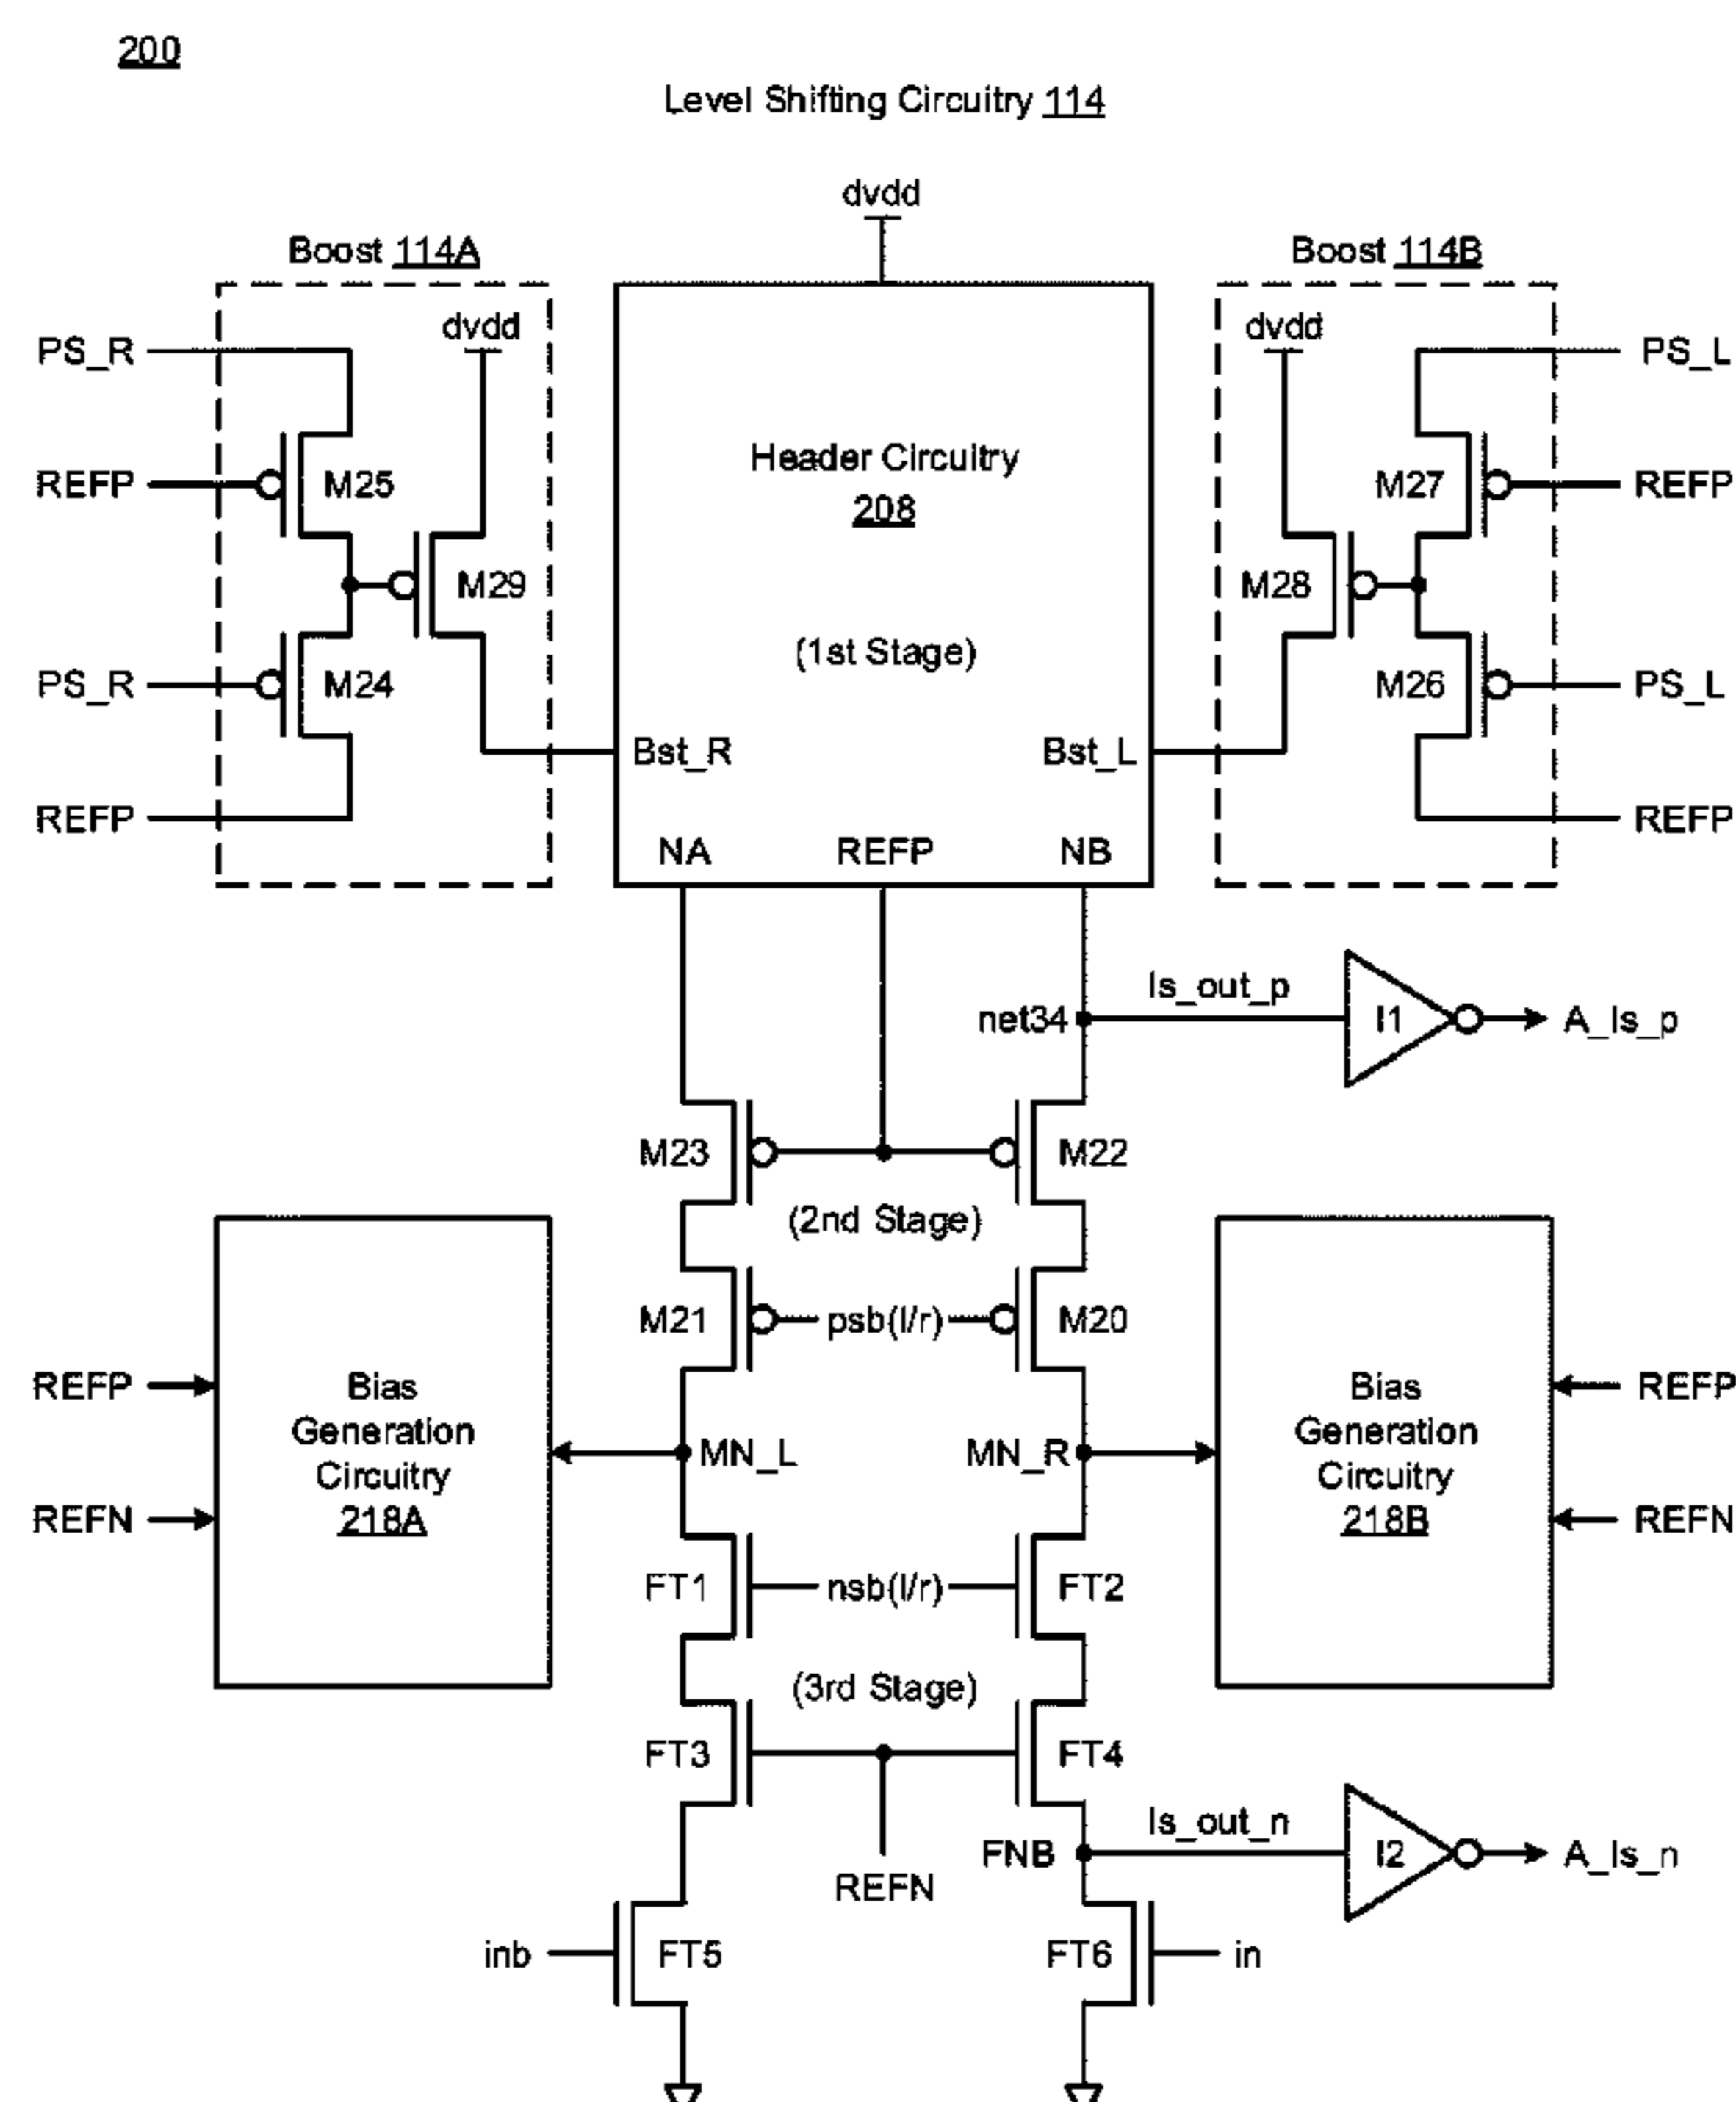 200
Level Shifting Circuitry 114
dvdd
Boost 114A
Boost 114B
dvdd
dvdd
PS_R
PS_L
REFP
M25
Header Circuitry
208
M27
REFP
M29
M28
PS_R
M24
(1st Stage)
M26
PS_L
Bst_R
Bst_L
REFP
NA
REFP
NB
REFP
ls_out_p
net34
I1
A_ls_p
M23
M22
(2nd Stage)
M21
psb(l/r)
M20
REFP
Bias
Generation
Circuitry
218A
REFN
MN_L
MN_R
Bias
Generation
Circuitry
218B
REFP
REFN
FT1
nsb(l/r)
FT2
(3rd Stage)
FT3
FT4
REFN
ls_out_n
FNB
I2
A_ls_n
inb
FT5
FT6
in